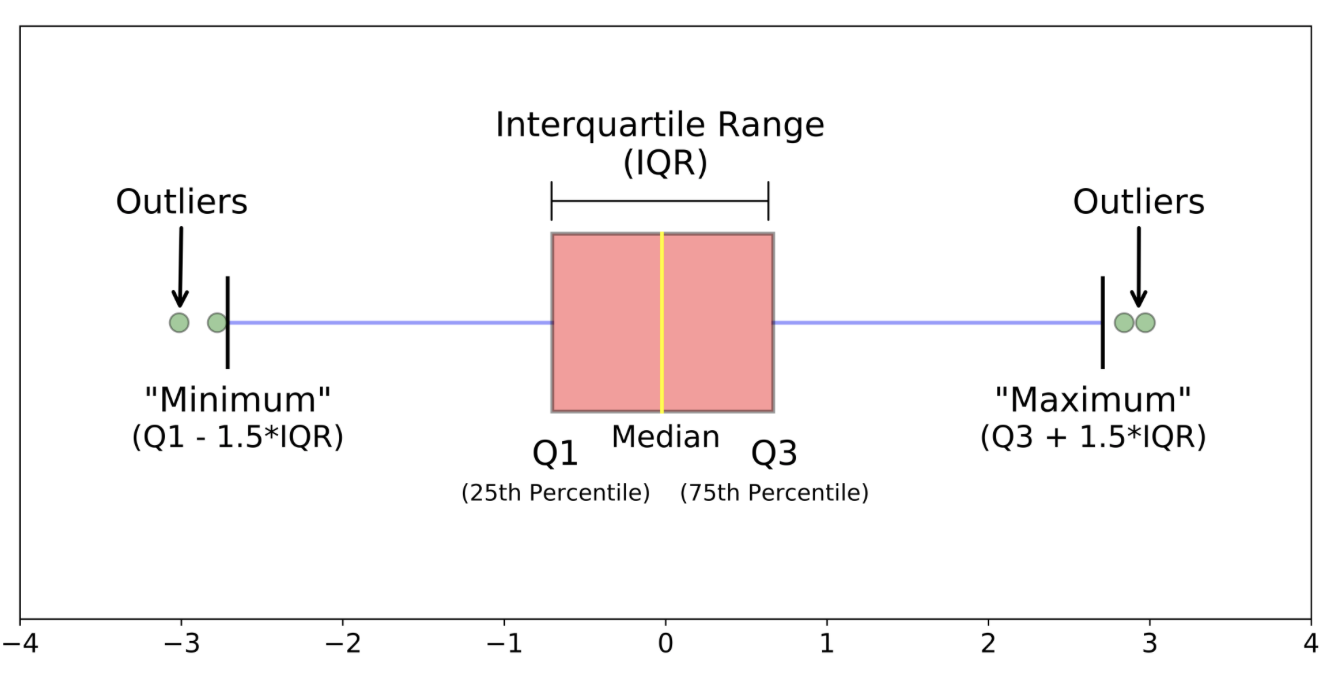 Interquartile Range
(IQR)
Outliers
Outliers
"Minimum"
(Q1 - 1.5*IQR)
"Maximum"
(Q3 + 1.5*IQR)
Q1
Median
Q3
(25th Percentile)
(75th Percentile)
−4
−3
−2
−1
0
1
2
3
4